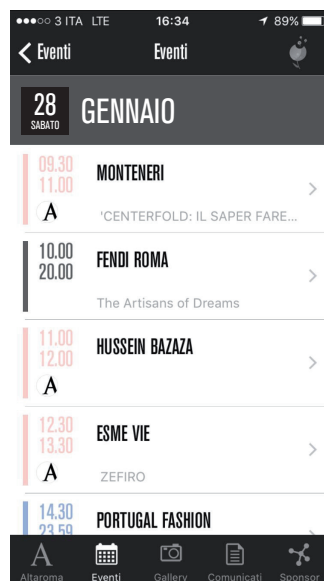 3 ITA LTE 16:34 89%
Eventi Eventi
28 SABATO GENNAIO
09.30
11.00
MONTENERI
A
'CENTERFOLD: IL SAPER FARE...
10.00
20.00
FENDI ROMA
The Artisans of Dreams
11.00
12.00
HUSSEIN BAZAZA
A
12.30
13.30
ESME VIE
A
ZEFIRO
14.30
23.59
PORTUGAL FASHION
A
Altaroma Eventi Gallery Comunicati Sponsor